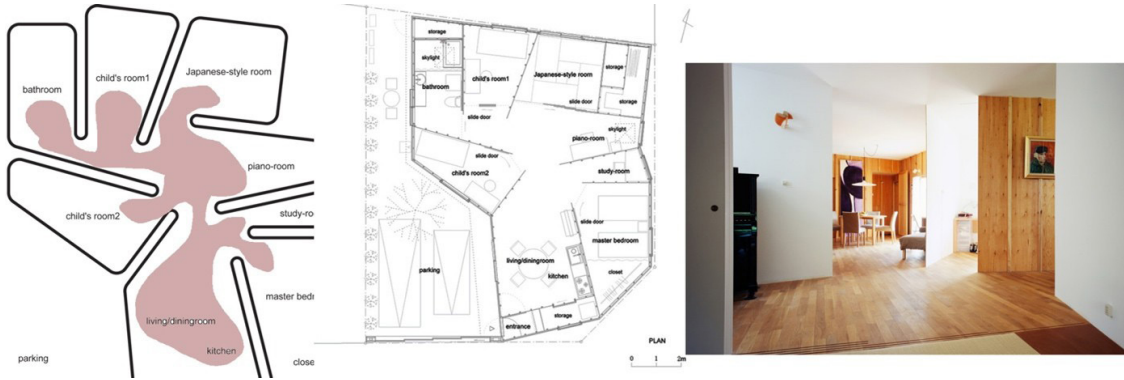 bathroom
child's room1
Japanese-style room
piano-room
child's room2
study-ro
living/diningroom
kitchen
master bedr
parking
close
storage
skylight
bathroom
child's room1
Japanese-style room
storage
storage
slide door
slide door
skylight
piano-room
slide door
child's room2
study-room
slide door
master bedroom
living/diningroom
kitchen
closet
parking
storage
entrance
PLAN
0 1 2m